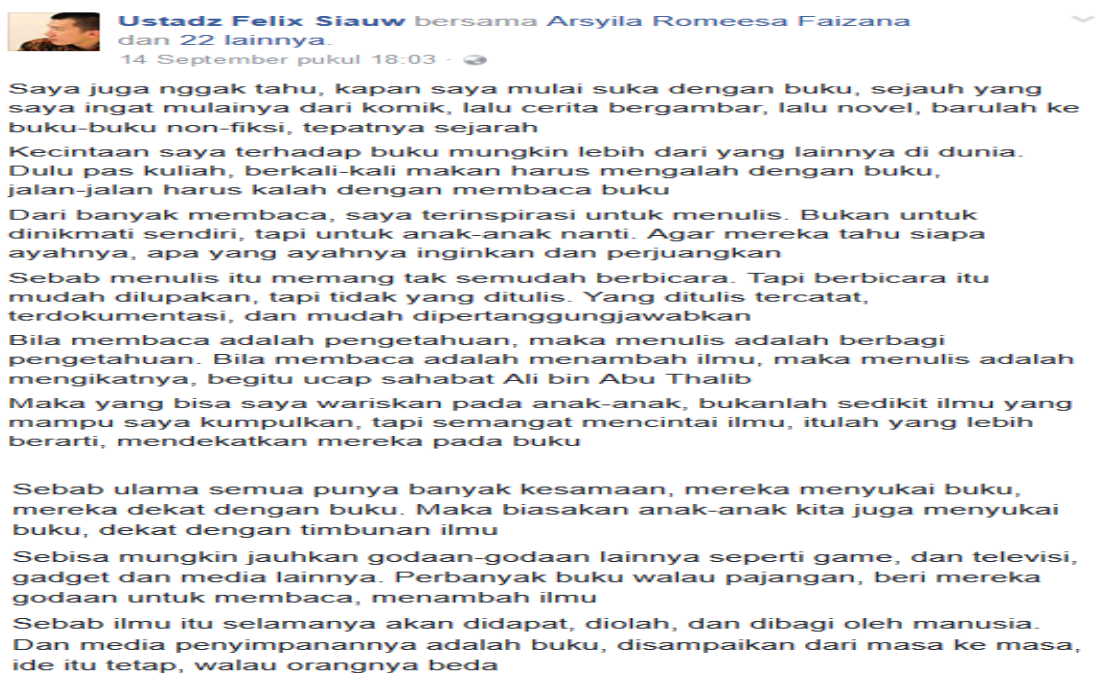 Ustadz Felix Siauw bersama Arsyila Romeesa Faizana
dan 22 lainnya.
14 September pukul 18:03 ·
Saya juga nggak tahu, kapan saya mulai suka dengan buku, sejauh yang
saya ingat mulainya dari komik, lalu cerita bergambar, lalu novel, barulah ke
buku-buku non-fiksi, tepatnya sejarah
Kecintaan saya terhadap buku mungkin lebih dari yang lainnya di dunia.
Dulu pas kuliah, berkali-kali makan harus mengalah dengan buku,
jalan-jalan harus kalah dengan membaca buku
Dari banyak membaca, saya terinspirasi untuk menulis. Bukan untuk
dinikmati sendiri, tapi untuk anak-anak nanti. Agar mereka tahu siapa
ayahnya, apa yang ayahnya inginkan dan perjuangkan
Sebab menulis itu memang tak semudah berbicara. Tapi berbicara itu
mudah dilupakan, tapi tidak yang ditulis. Yang ditulis tercatat,
terdokumentasi, dan mudah dipertanggungjawabkan
Bila membaca adalah pengetahuan, maka menulis adalah berbagi
pengetahuan. Bila membaca adalah menambah ilmu, maka menulis adalah
mengikatnya, begitu ucap sahabat Ali bin Abu Thalib
Maka yang bisa saya wariskan pada anak-anak, bukanlah sedikit ilmu yang
mampu saya kumpulkan, tapi semangat mencintai ilmu, itulah yang lebih
berarti, mendekatkan mereka pada buku
Sebab ulama semua punya banyak kesamaan, mereka menyukai buku,
mereka dekat dengan buku. Maka biasakan anak-anak kita juga menyukai
buku, dekat dengan timbunan ilmu
Sebisa mungkin jauhkan godaan-godaan lainnya seperti game, dan televisi,
gadget dan media lainnya. Perbanyak buku walau pajangan, beri mereka
godaan untuk membaca, menambah ilmu
Sebab ilmu itu selamanya akan didapat, diolah, dan dibagi oleh manusia.
Dan media penyimpanannya adalah buku, disampaikan dari masa ke masa,
ide itu tetap, walau orangnya beda